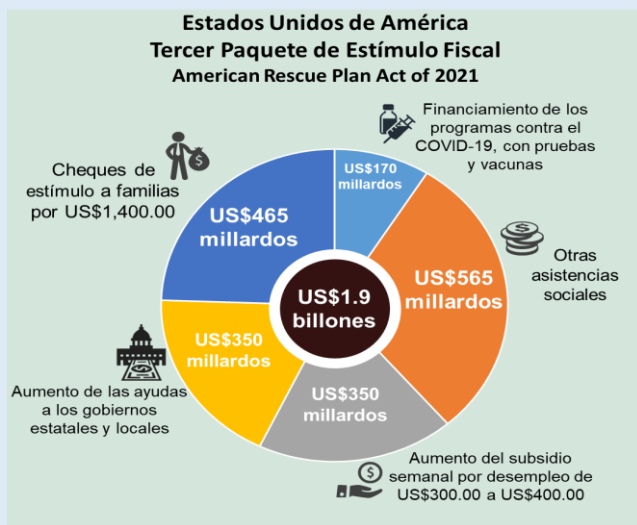 Estados Unidos de América
Tercer Paquete de Estímulo Fiscal
American Rescue Plan Act of 2021
Financiamiento de los
programas contra el
COVID-19, con pruebas
y vacunas
US$170
millardos
Cheques de
estímulo a familias
por US$1,400.00
US$465
millardos
Otras
asistencias
sociales
US$565
millardos
US$1.9
billones
US$350
millardos
Aumento de las ayudas
a los gobiernos
estatales y locales
US$350
millardos
Aumento del subsidio
semanal por desempleo de
US$300.00 a US$400.00